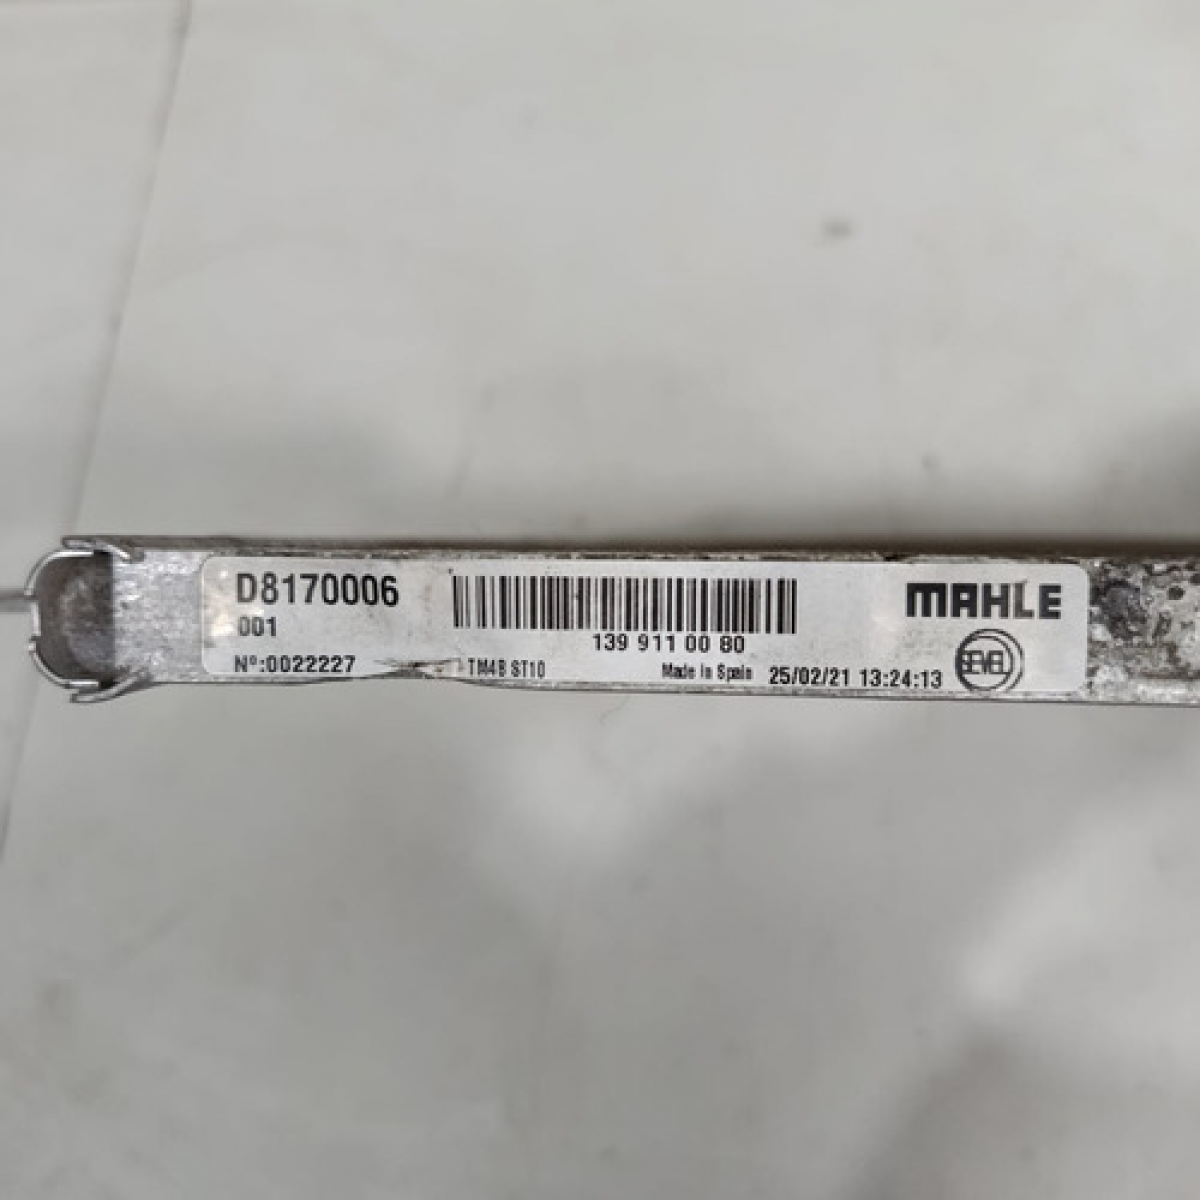 D8170006
001
Nº:0022227
139 911 00 80
TM4B ST10
Made in Spain
25/02/21 13:24:13
MAHLE
SEVEL